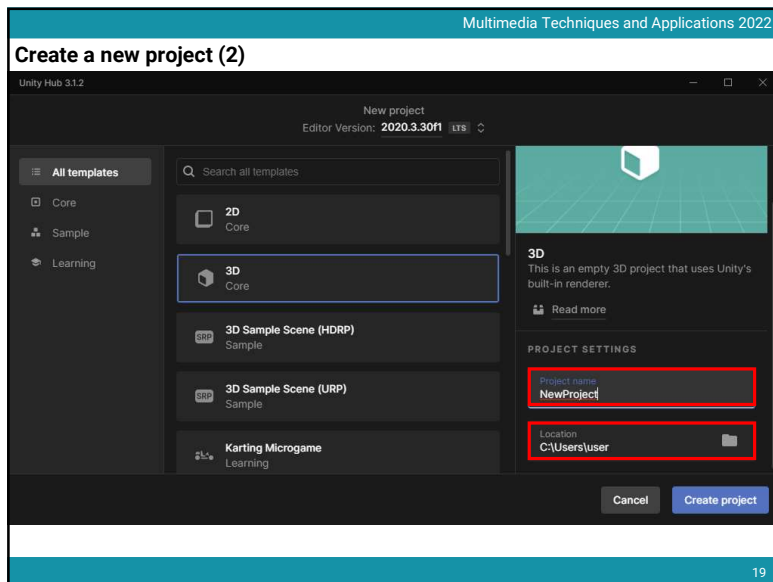 Multimedia Techniques and Applications 2022
Create a new project (2)
Unity Hub 3.1.2
New project
Editor Version: 2020.3.30f1 LTS
All templates
Core
Sample
Learning
Search all templates
2D
Core
3D
Core
SRP
3D Sample Scene (HDRP)
Sample
SRP
3D Sample Scene (URP)
Sample
Karting Microgame
Learning
3D
This is an empty 3D project that uses Unity's
built-in renderer.
Read more
PROJECT SETTINGS
Project name
NewProject
Location
C:\Users\user
Cancel
Create project
19